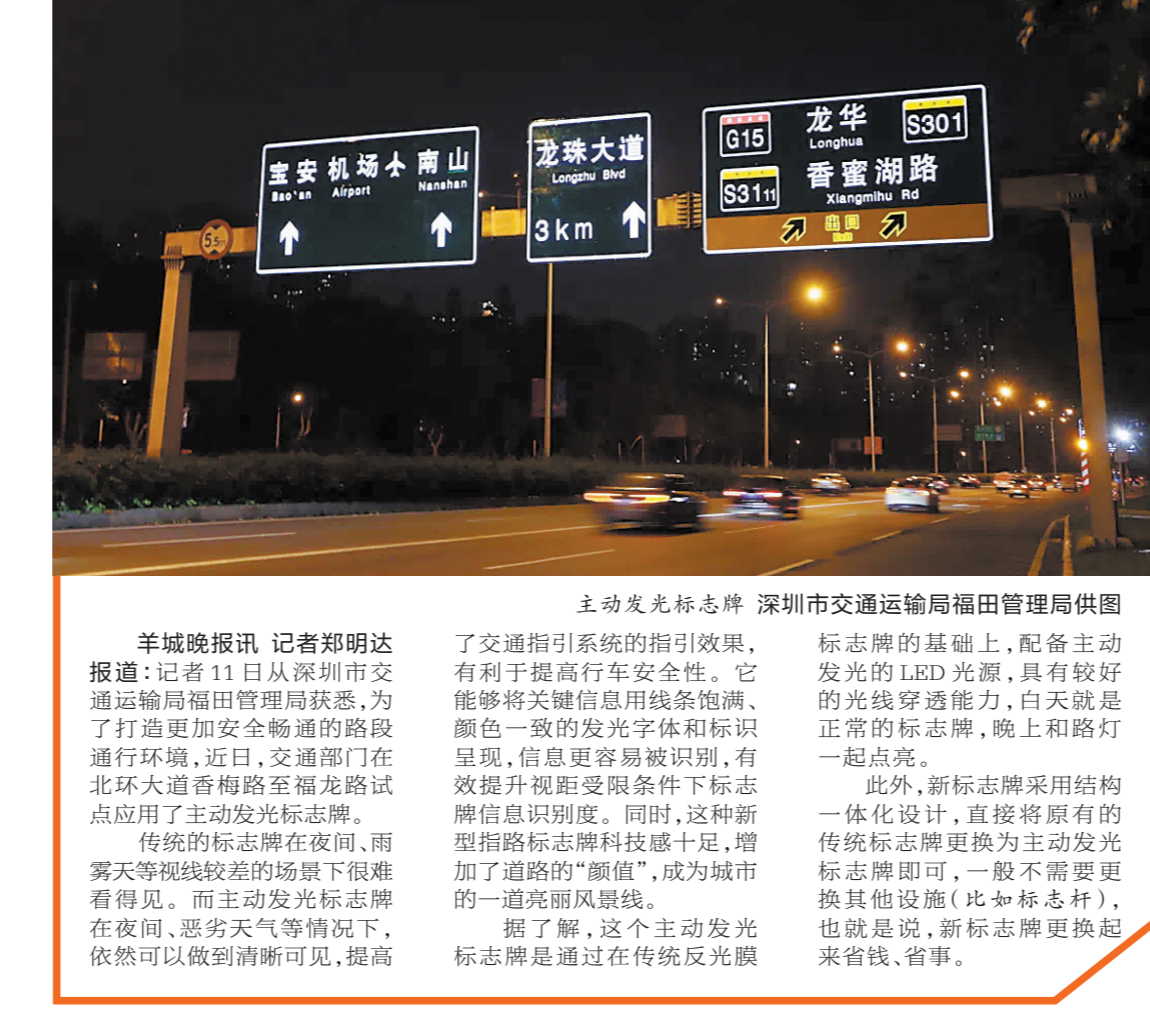 宝安 机场 南山
Bao'an Airport Nanshan
龙珠大道
Longzhu Blvd
3km
G15 龙华 S301
Longhua
S3111 香蜜湖路
Xiangmihu Rd
出口
Exit
5.5m
主动发光标志牌 深圳市交通运输局福田管理局供图
羊城晚报讯 记者郑明达
报道：记者 11 日从深圳市交
通运输局福田管理局获悉，为
了打造更加安全畅通的路段
通行环境，近日，交通部门在
北环大道香梅路至福龙路试
点应用了主动发光标志牌。
传统的标志牌在夜间、雨
雾天等视线较差的场景下很难
看得见。而主动发光标志牌
在夜间、恶劣天气等情况下，
依然可以做到清晰可见，提高
了交通指引系统的指引效果，
有利于提高行车安全性。它
能够将关键信息用线条饱满、
颜色一致的发光字体和标识
呈现，信息更容易被识别，有
效提升视距受限条件下标志
牌信息识别度。同时，这种新
型指路标志牌科技感十足，增
加了道路的“颜值”，成为城市
的一道亮丽风景线。
据了解，这个主动发光
标志牌是通过在传统反光膜
标志牌的基础上，配备主动
发光的 LED 光源，具有较好
的光线穿透能力，白天就是
正常的标志牌，晚上和路灯
一起点亮。
此外，新标志牌采用结构
一体化设计，直接将原有的
传统标志牌更换为主动发光
标志牌即可，一般不需要更
换其他设施（比如标志杆），
也就是说，新标志牌更换起
来省钱、省事。